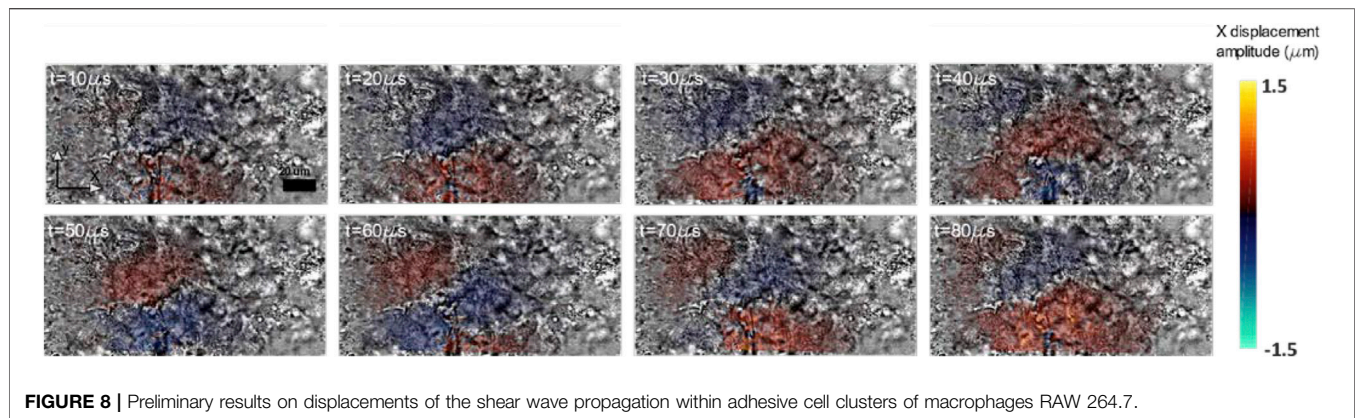 X displacement
amplitude (μm)
t=10μs
t=20μs
t=30μs
t=40μs
1.5
y
X
20 um
t=50μs
t=60μs
t=70μs
t=80μs
-1.5
FIGURE 8 | Preliminary results on displacements of the shear wave propagation within adhesive cell clusters of macrophages RAW 264.7.